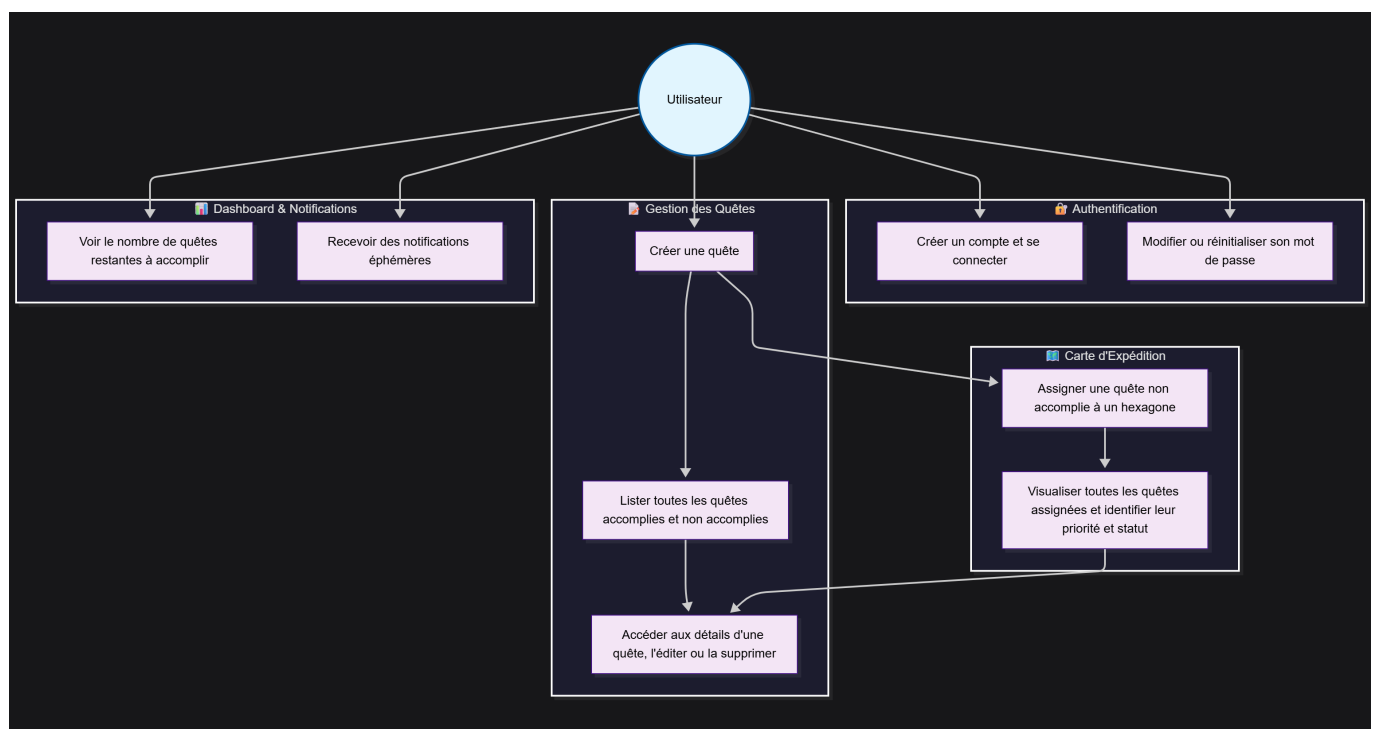 Utilisateur
📊 Dashboard & Notifications
Voir le nombre de quêtes
restantes à accomplir
Recevoir des notifications
éphémères
📝 Gestion des Quêtes
Créer une quête
🔐 Authentification
Créer un compte et se
connecter
Modifier ou réinitialiser son mot
de passe
🗺️ Carte d'Expédition
Assigner une quête non
accomplie à un hexagone
Visualiser toutes les quêtes
assignées et identifier leur
priorité et statut
Lister toutes les quêtes
accomplies et non accomplies
Accéder aux détails d'une
quête, l'éditer ou la supprimer